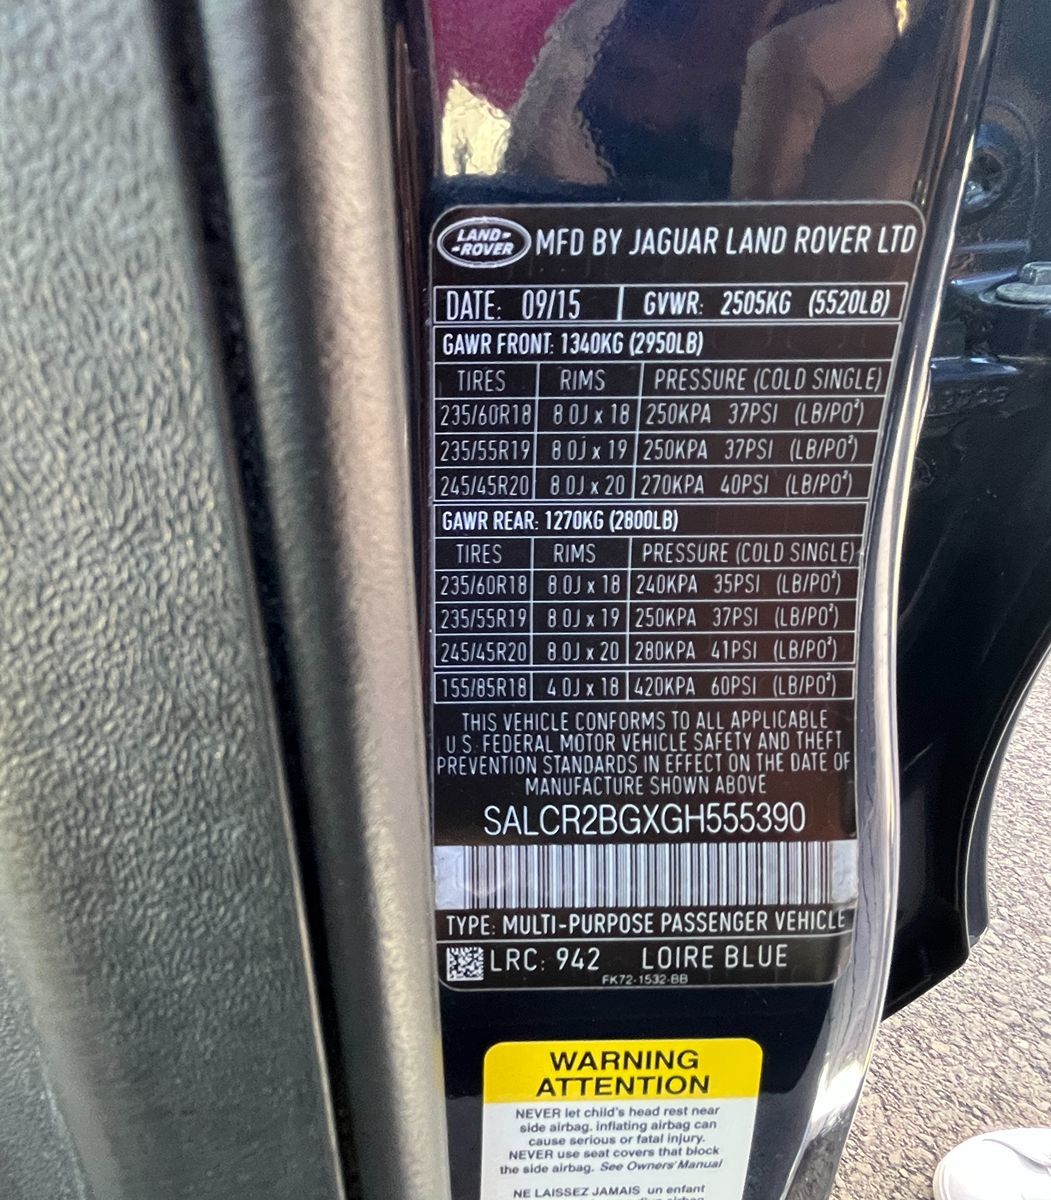 LAND-
-ROVER
MFD BY JAGUAR LAND ROVER LTD
DATE: 09/15 GVWR: 2505KG (5520LB)
GAWR FRONT: 1340KG (2950LB)
TIRES RIMS PRESSURE (COLD SINGLE)
235/60R18 8.0J x 18 250KPA 37PSI (LB/PO²)
235/55R19 8.0J x 19 250KPA 37PSI (LB/PO²)
245/45R20 8.0J x 20 270KPA 40PSI (LB/PO²)
GAWR REAR: 1270KG (2800LB)
TIRES RIMS PRESSURE (COLD SINGLE)
235/60R18 8.0J x 18 240KPA 35PSI (LB/PO²)
235/55R19 8.0J x 19 250KPA 37PSI (LB/PO²)
245/45R20 8.0J x 20 280KPA 41PSI (LB/PO²)
155/85R18 4.0J x 18 420KPA 60PSI (LB/PO²)
THIS VEHICLE CONFORMS TO ALL APPLICABLE
U.S. FEDERAL MOTOR VEHICLE SAFETY AND THEFT
PREVENTION STANDARDS IN EFFECT ON THE DATE OF
MANUFACTURE SHOWN ABOVE
SALCR2BGXGH555390
TYPE: MULTI-PURPOSE PASSENGER VEHICLE
LRC: 942 LOIRE BLUE
FK72-1532-BB
WARNING
ATTENTION
NEVER let child's head rest near
side airbag. inflating airbag can
cause serious or fatal injury.
NEVER use seat covers that block
the side airbag. See Owners' Manual
NE LAISSEZ JAMAIS un enfant